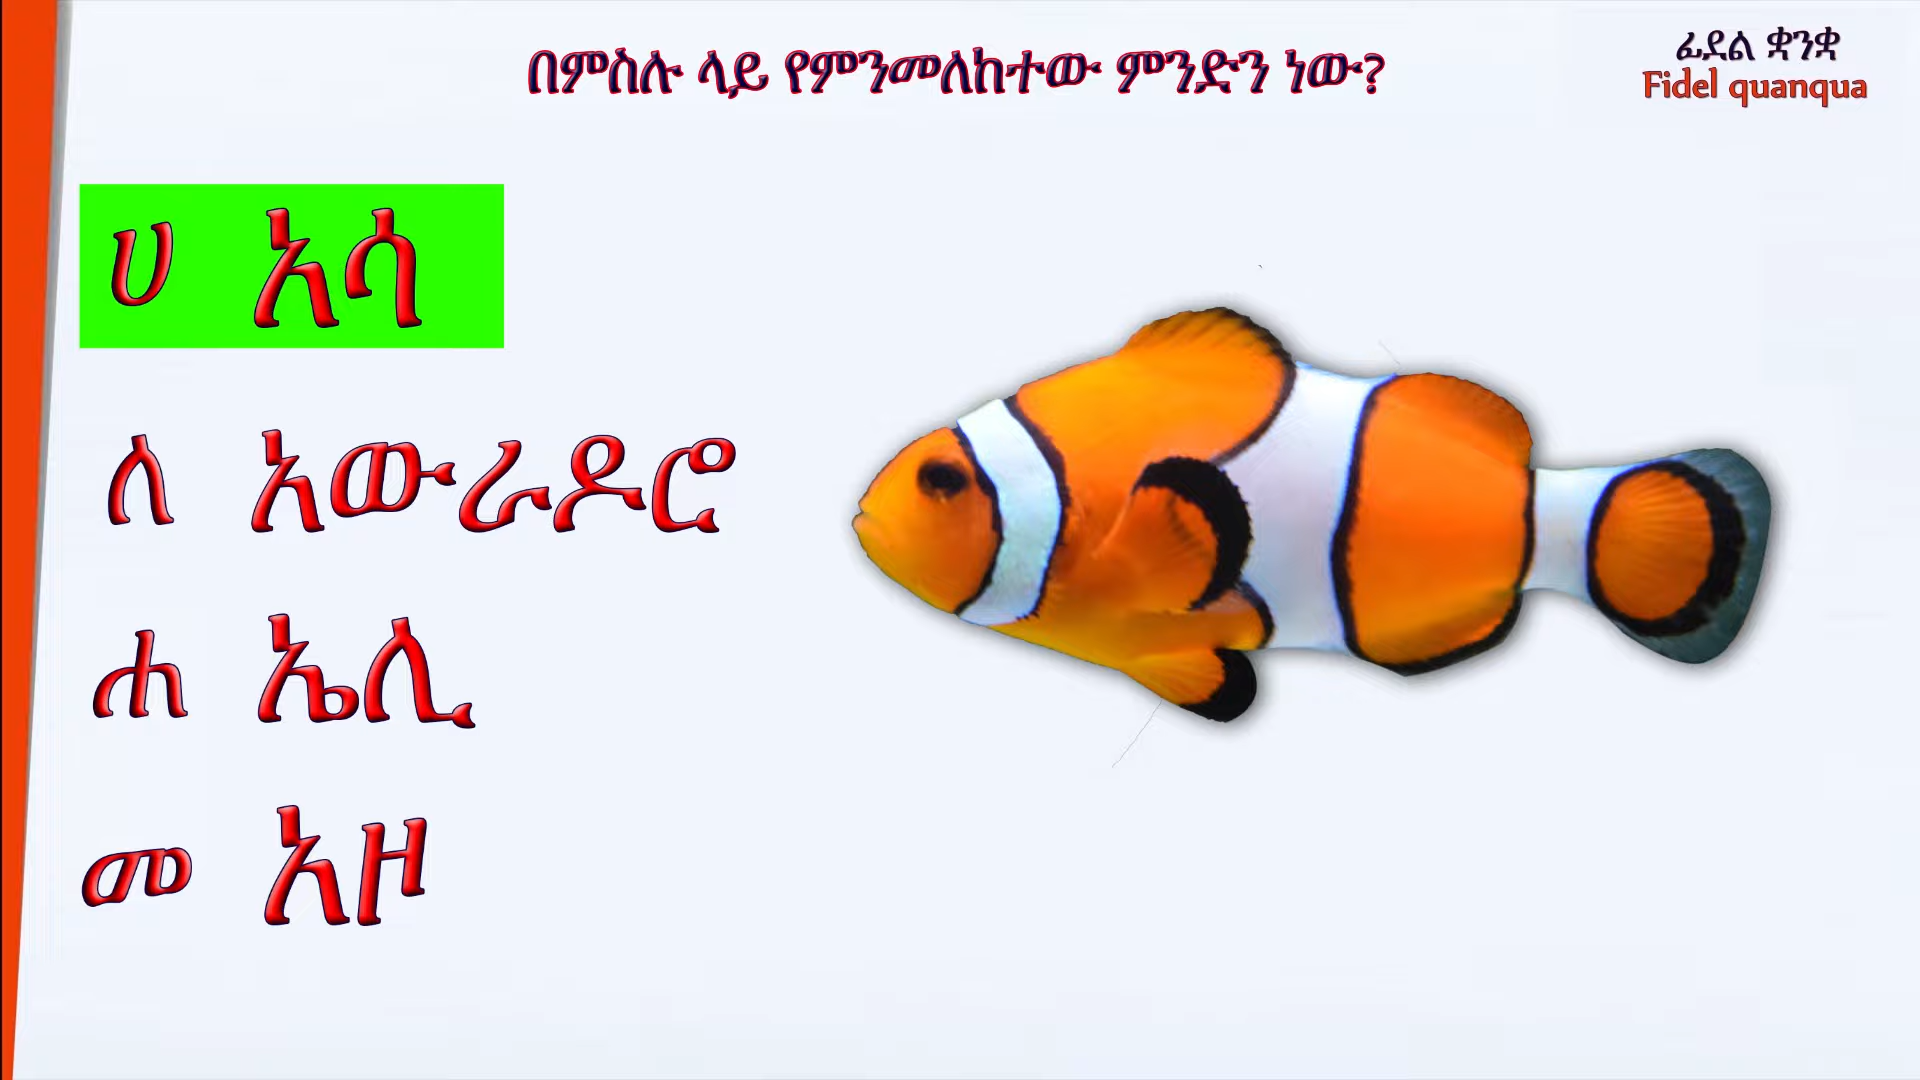 በምስሉ ላይ የምንመለከተው ምንድን ነው?
ፊደል ቋንቋ
Fidel quanqua
ሀ አሳ
ለ አውራዶሮ
ሐ ኤሊ
መ አዞ